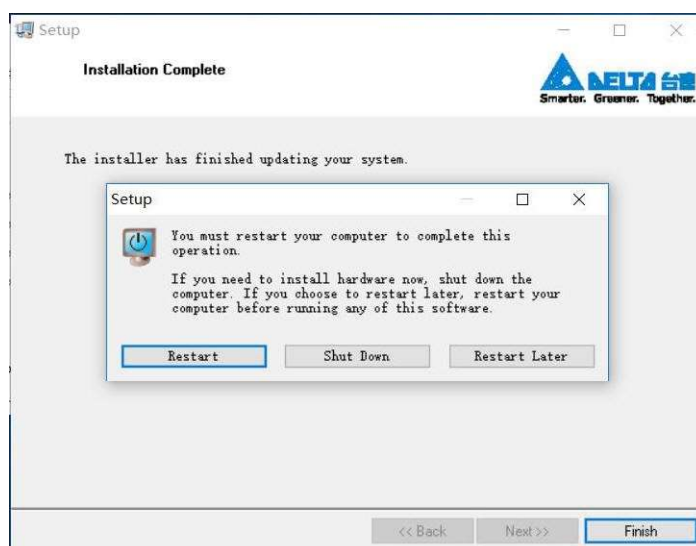 Setup
Installation Complete
DELTA 台達
Smarter. Greener. Together.
The installer has finished updating your system.
Setup
You must restart your computer to complete this
operation.
If you need to install hardware now, shut down the
computer. If you choose to restart later, restart your
computer before running any of this software.
Restart
Shut Down
Restart Later
<< Back
Next >>
Finish